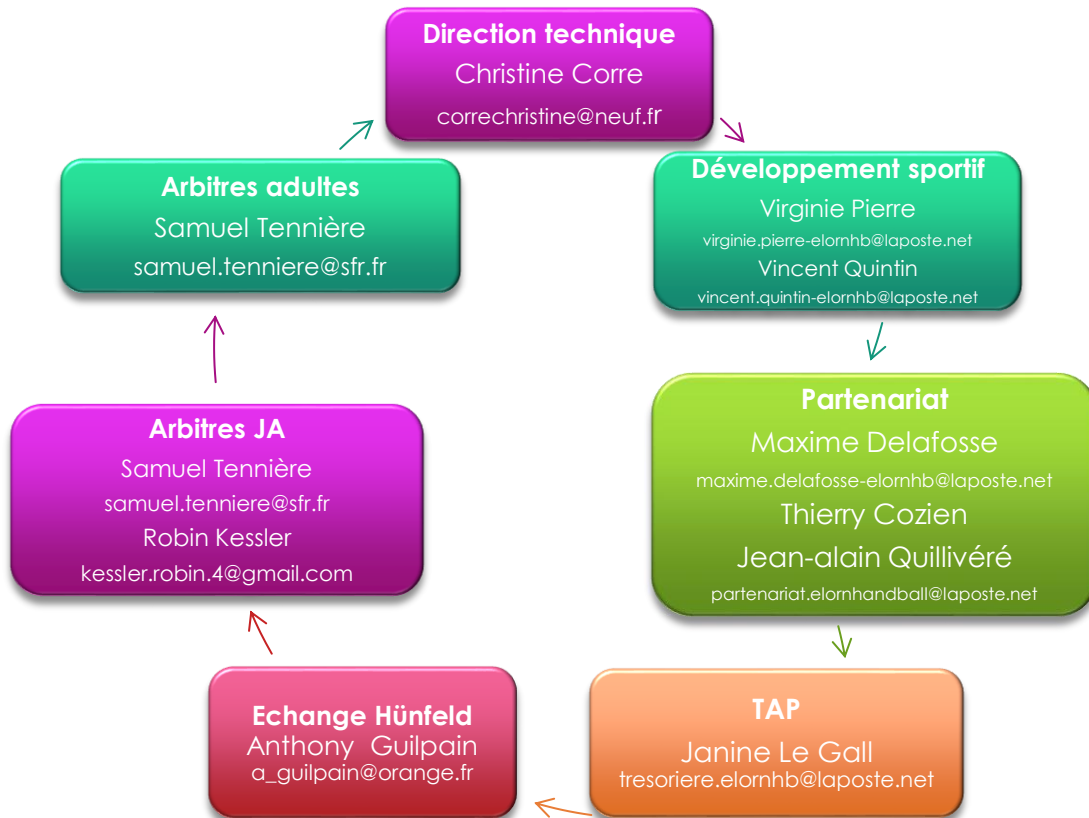 Direction technique
Christine Corre
correchristine@neuf.fr
Développement sportif
Virginie Pierre
virginie.pierre-elornhb@laposte.net
Vincent Quintin
vincent.quintin-elornhb@laposte.net
Partenariat
Maxime Delafosse
maxime.delafosse-elornhb@laposte.net
Thierry Cozien
Jean-alain Quillivéré
partenariat.elornhandball@laposte.net
TAP
Janine Le Gall
tresoriere.elornhb@laposte.net
Echange Hünfeld
Anthony Guilpain
a_guilpain@orange.fr
Arbitres JA
Samuel Tennière
samuel.tenniere@sfr.fr
Robin Kessler
kessler.robin.4@gmail.com
Arbitres adultes
Samuel Tennière
samuel.tenniere@sfr.fr